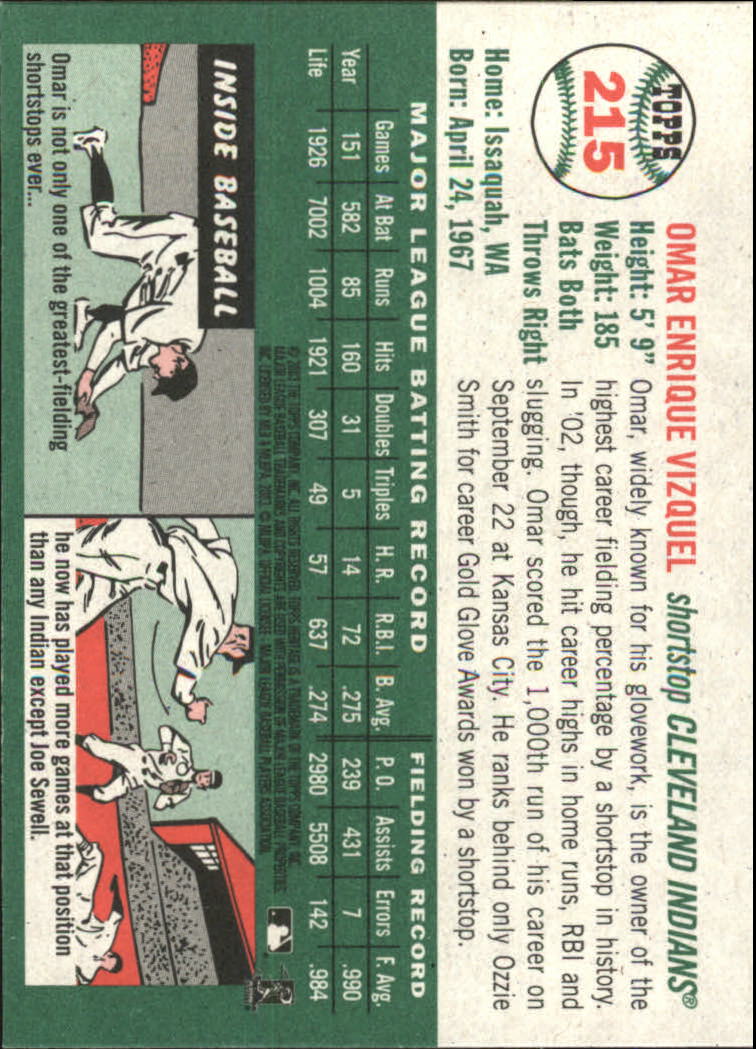 TOPPS
215
OMAR ENRIQUE VIZQUEL shortstop CLEVELAND INDIANS®
Height: 5' 9"
Weight: 185
Bats Both
Throws Right
Home: Issaquah, WA
Born: April 24, 1967
Omar, widely known for his glovework, is the owner of the
highest career fielding percentage by a shortstop in history.
In '02, though, he hit career highs in home runs, RBI and
slugging. Omar scored the 1,000th run of his career on
September 22 at Kansas City. He ranks behind only Ozzie
Smith for career Gold Glove Awards won by a shortstop.
MAJOR LEAGUE BATTING RECORD FIELDING RECORD
Games At Bat Runs Hits Doubles Triples H. R. R.B.I. B. Avg. P. O. Assists Errors F. Avg.
Year 151 582 85 160 31 5 14 72 .275 239 431 7 .990
Life 1926 7002 1004 1921 307 49 57 637 .274 2980 5508 142 .984
INSIDE BASEBALL
Omar is not only one of the greatest-fielding
shortstops ever...
he now has played more games at that position
than any Indian except Joe Sewell.